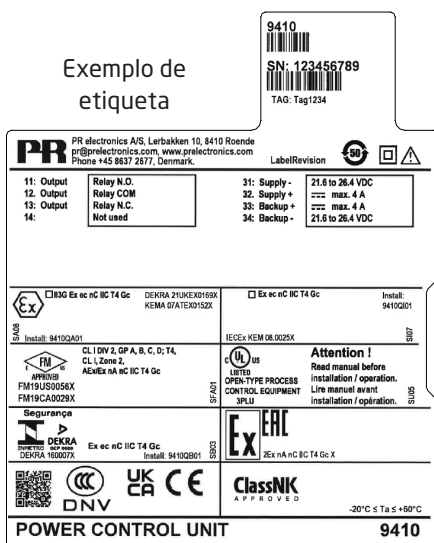 Exemplo de
etiqueta
9410
SN: 123456789
TAG: Tag1234
PR
PR electronics A/S, Lerbakken 10, 8410 Roende
pr@prelectronics.com, www.prelectronics.com
Phone +45 8637 2677, Denmark.
LabelRevision
50
11: Output Relay N.O.
12: Output Relay COM
13: Output Relay N.C.
14: Not used
31: Supply - 21.6 to 26.4 VDC
32: Supply + max. 4 A
33: Backup + max. 4 A
34: Backup - 21.6 to 26.4 VDC
Ex
II3G Ex ec nC IIC T4 Gc
DEKRA 21UKEX0169X
KEMA 07ATEX0152X
SA08
Install: 9410QA01
Ex ec nC IIC T4 Gc
Install:
9410QI01
IECEx KEM 08.0025X
SI07
FM
APPROVED
CL I DIV 2, GP A, B, C, D; T4,
CL I, Zone 2,
AEx/Ex nA nC IIC T4 Gc
FM19US0056X
FM19CA0029X
SFA01
c UL us
LISTED
OPEN-TYPE PROCESS
CONTROL EQUIPMENT
3PLU
Attention !
Read manual before
installation / operation.
Lire manuel avant
installation / opération.
SU05
Segurança
INMETRO
DEKRA
OCP 0058
DEKRA 160007X
Ex ec nC IIC T4 Gc
Install: 9410QB01
SB03
Ex
EAC
2Ex nA nC IIC T4 Gc X
CCC
DNV
UK
CA
CE
ClassNK
APPROVED
-20°C ≤ Ta ≤ +60°C
POWER CONTROL UNIT 9410